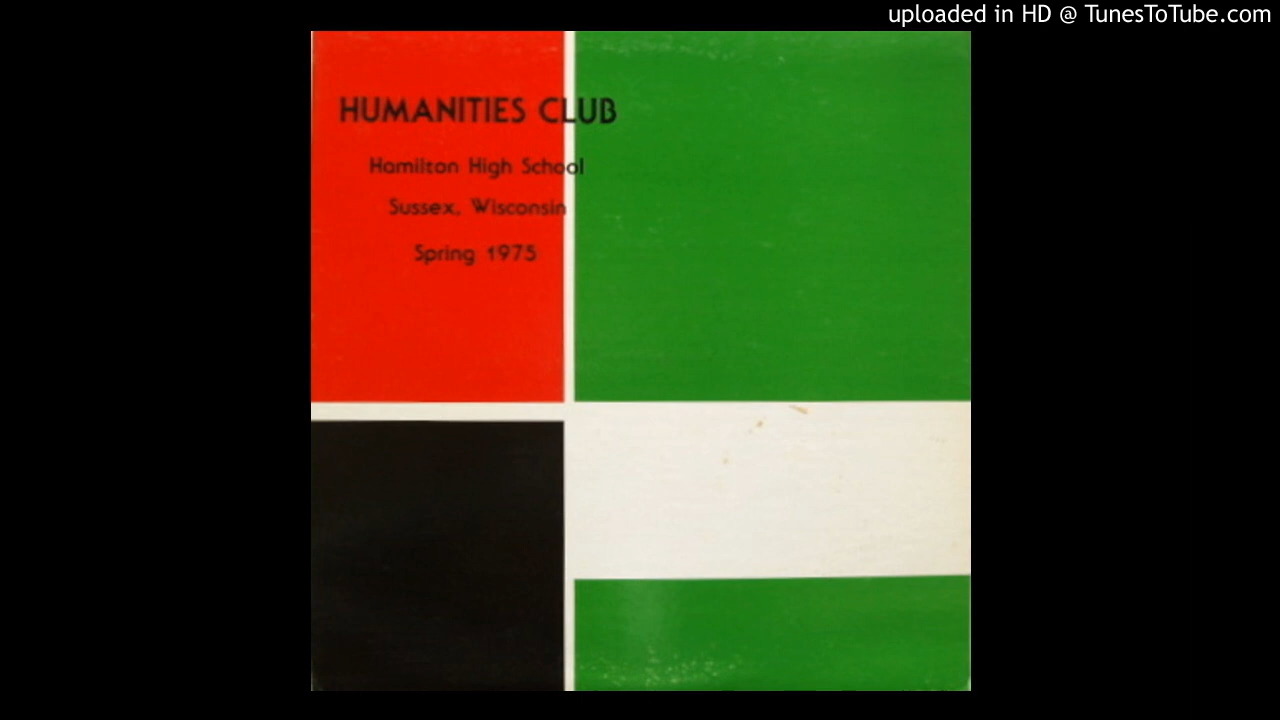 uploaded in HD @ TunesToTube.com
HUMANITIES CLUB
Hamilton High School
Sussex, Wisconsin
Spring 1975